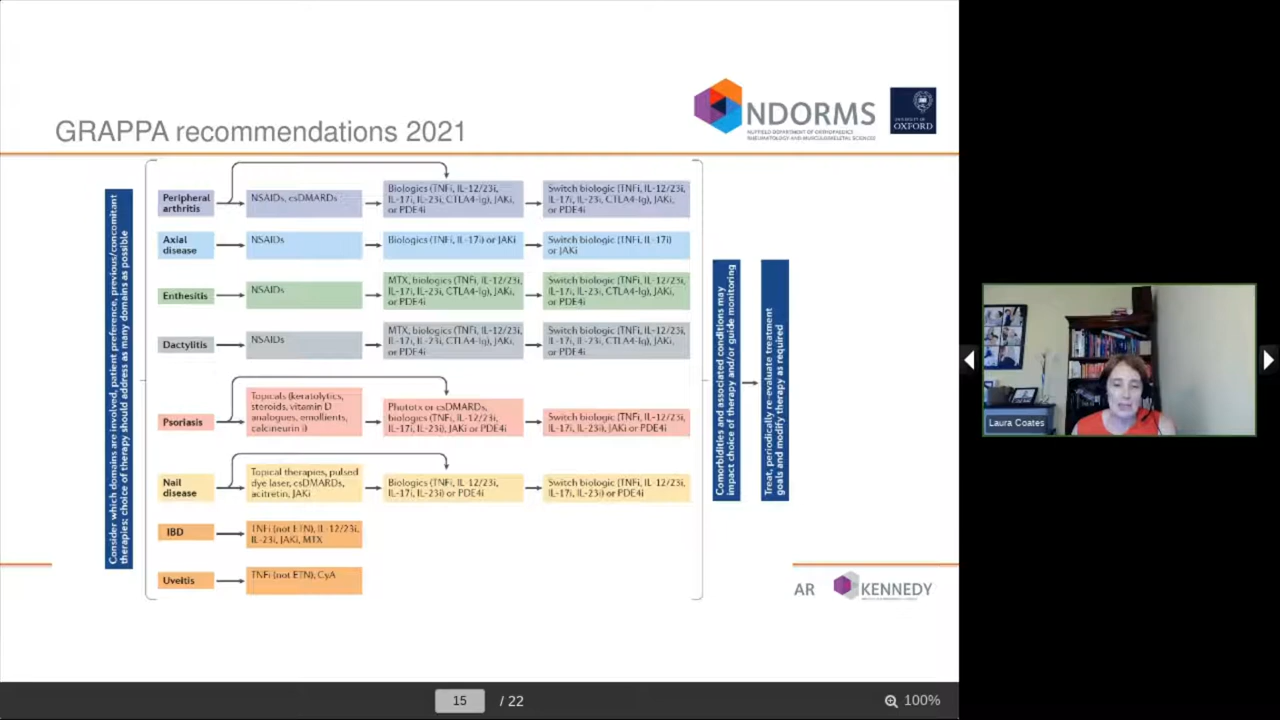 GRAPPA recommendations 2021
NDORMS
NUFFIELD DEPARTMENT OF ORTHOPAEDICS
RHEUMATOLOGY AND MUSCULOSKELETAL SCIENCES
UNIVERSITY OF
OXFORD
Consider which domains are involved, patient preference, previous/concomitant
therapies; choice of therapy should address as many domains as possible
Peripheral
arthritis
NSAIDs, csDMARDs
Biologics (TNFi, IL-12/23i,
IL-17i, IL-23i, CTLA4-Ig), JAKi,
or PDE4i
Switch biologic (TNFi, IL-12/23i,
IL-17i, IL-23i, CTLA4-Ig), JAKi,
or PDE4i
Axial
disease
NSAIDs
Biologics (TNFi, IL-17i) or JAKi
Switch biologic (TNFi, IL-17i)
or JAKi
Enthesitis
NSAIDs
MTX, biologics (TNFi, IL-12/23i,
IL-17i, IL-23i, CTLA4-Ig), JAKi,
or PDE4i
Switch biologic (TNFi, IL-12/23i,
IL-17i, IL-23i, CTLA4-Ig), JAKi,
or PDE4i
Dactylitis
NSAIDs
MTX, biologics (TNFi, IL-12/23i,
IL-17i, IL-23i, CTLA4-Ig), JAKi,
or PDE4i
Switch biologic (TNFi, IL-12/23i,
IL-17i, IL-23i, CTLA4-Ig), JAKi,
or PDE4i
Psoriasis
Topicals (keratolytics,
steroids, vitamin D
analogues, emollients,
calcineurin i)
Phototx or csDMARDs,
biologics (TNFi, IL-12/23i,
IL-17i, IL-23i), JAKi or PDE4i
Switch biologic (TNFi, IL-12/23i,
IL-17i, IL-23i), JAKi or PDE4i
Nail
disease
Topical therapies, pulsed
dye laser, csDMARDs,
acitretin, JAKi
Biologics (TNFi, IL-12/23i,
IL-17i, IL-23i) or PDE4i
Switch biologic (TNFi, IL-12/23i,
IL-17i, IL-23i) or PDE4i
IBD
TNFi (not ETN), IL-12/23i,
IL-23i, JAKi, MTX
Uveitis
TNFi (not ETN), CyA
Comorbidities and associated conditions may
impact choice of therapy and/or guide monitoring
Treat, periodically re-evaluate treatment
goals and modify therapy as required
AR
KENNEDY
Laura Coates
15 / 22
100%